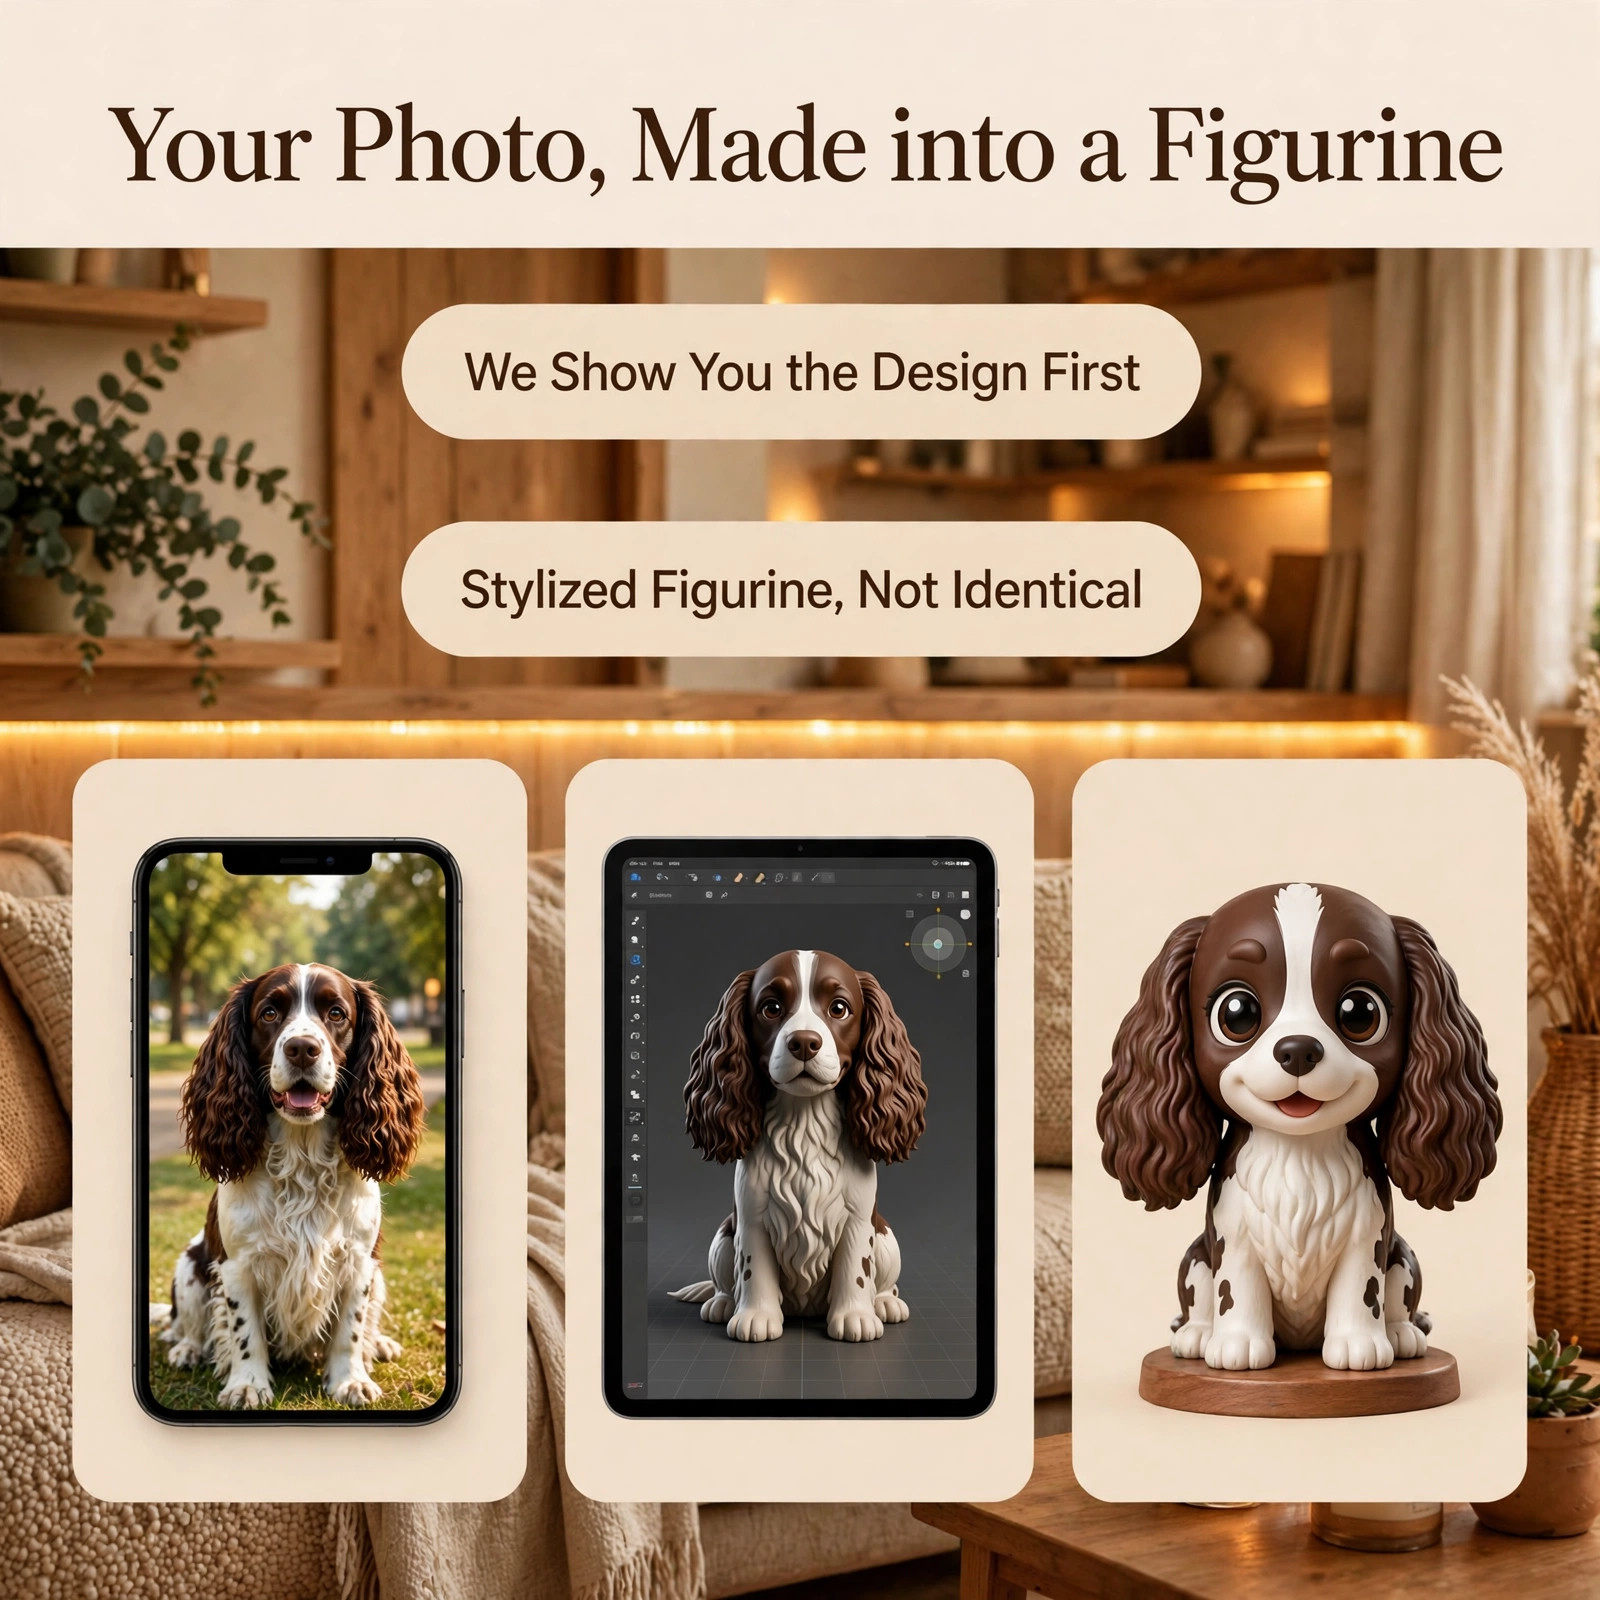 Your Photo, Made into a Figurine
We Show You the Design First
Stylized Figurine, Not Identical